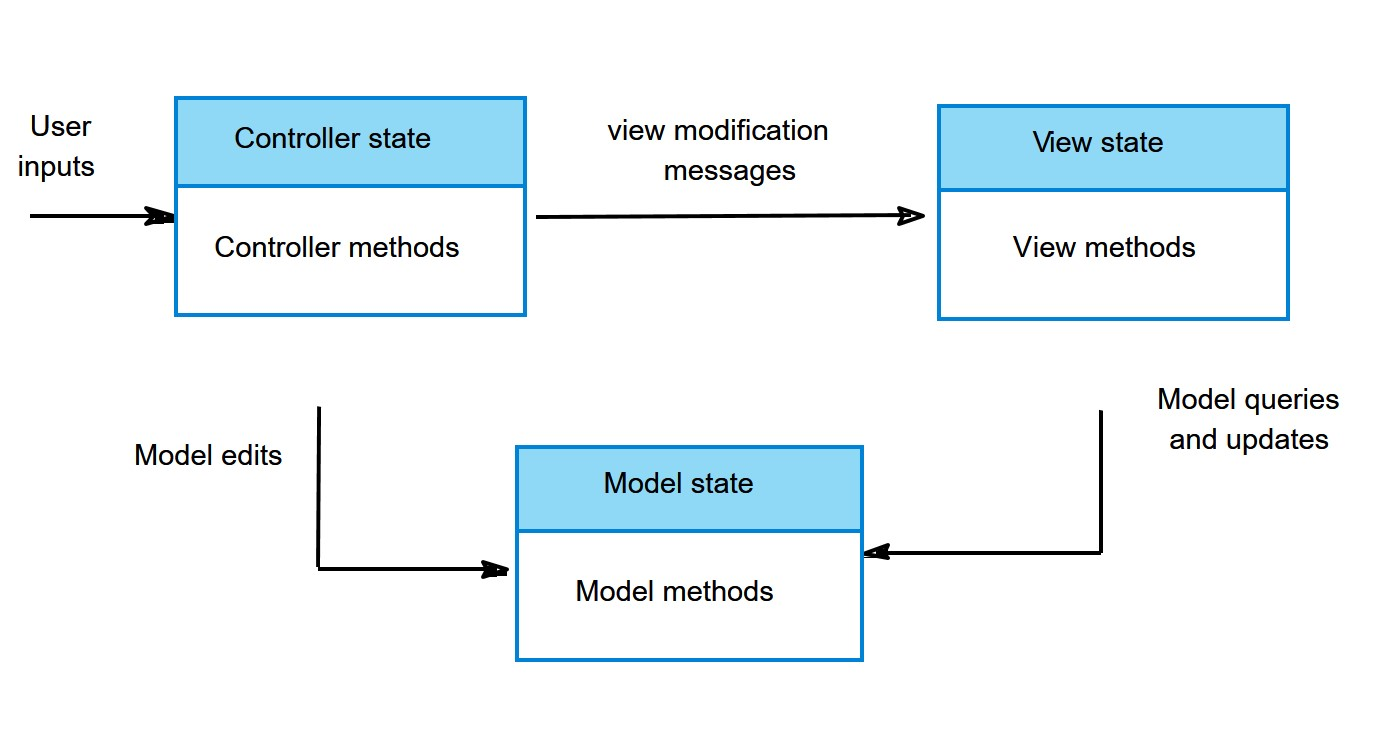 User
inputs
Controller state
Controller methods
view modification
messages
View state
View methods
Model edits
Model state
Model methods
Model queries
and updates